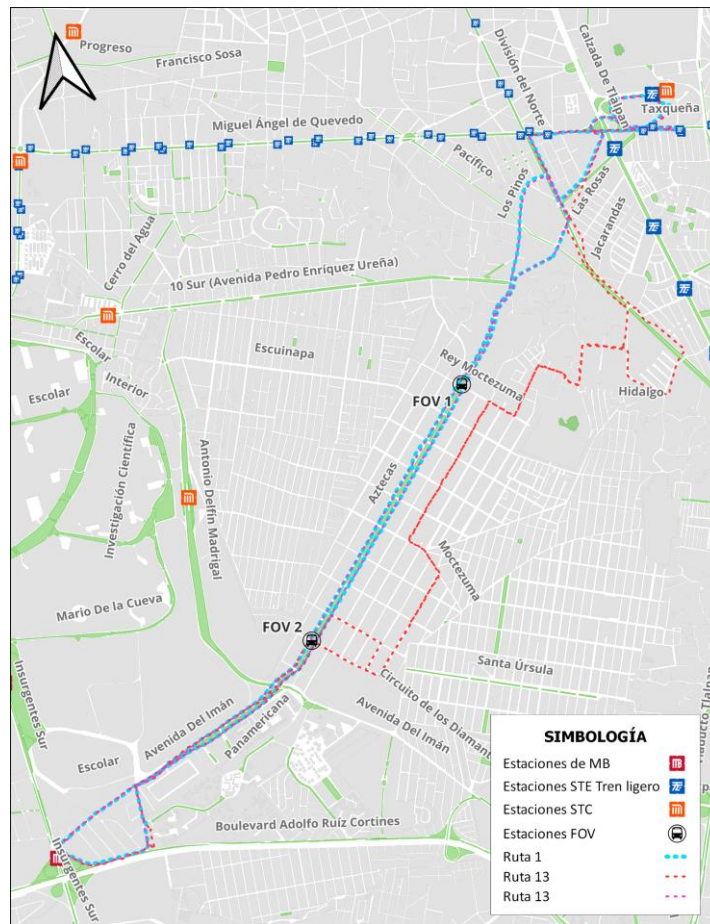 Progreso
Francisco Sosa
División del Norte
Calzada De Tlalpan
Taxqueña
Miguel Ángel de Quevedo
Pacífico
Los Pinos
Las Rosas
Jacarandas
Cerro del Agua
10 Sur (Avenida Pedro Enríquez Ureña)
Escolar
Escuinapa
Interior
Rey Moctezuma
Escolar
FOV 1
Hidalgo
Investigación Científica
Antonio Delfín Madrigal
Aztecas
Moctezuma
Mario De la Cueva
FOV 2
Santa Úrsula
Insurgentes Sur
Circuito de los Diamant
Avenida Del Imán
Panamericana
Avenida Del Imán
Escolar
Boulevard Adolfo Ruíz Cortines
Insurgentes Sur
SIMBOLOGÍA
Estaciones de MB
Estaciones STE Tren ligero
Estaciones STC
Estaciones FOV
Ruta 1
Ruta 13
Ruta 13